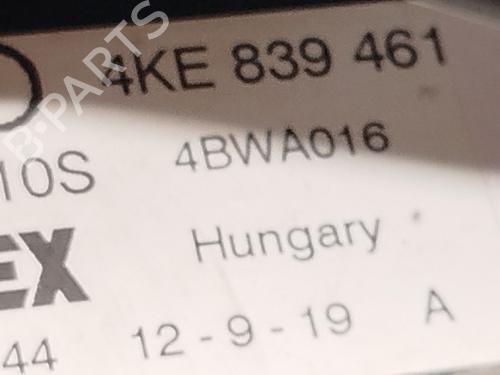 4KE 839 461
10S 4BWA016
EX Hungary
44 12-9-19 A
B-PARTS